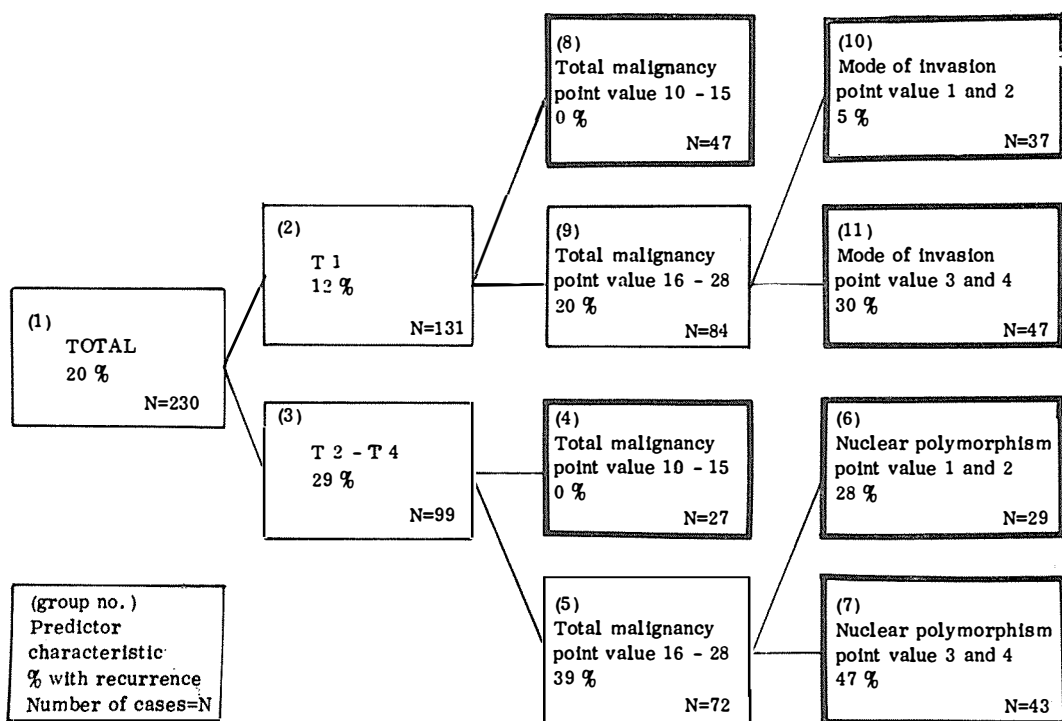 (1)
TOTAL
20 %
N=230
(2)
T 1
12 %
N=131
(3)
T 2 - T 4
29 %
N=99
(8)
Total malignancy
point value 10 - 15
0 %
N=47
(9)
Total malignancy
point value 16 - 28
20 %
N=84
(4)
Total malignancy
point value 10 - 15
0 %
N=27
(5)
Total malignancy
point value 16 - 28
39 %
N=72
(10)
Mode of invasion
point value 1 and 2
5 %
N=37
(11)
Mode of invasion
point value 3 and 4
30 %
N=47
(6)
Nuclear polymorphism
point value 1 and 2
28 %
N=29
(7)
Nuclear polymorphism
point value 3 and 4
47 %
N=43
(group no.)
Predictor
characteristic
% with recurrence
Number of cases=N